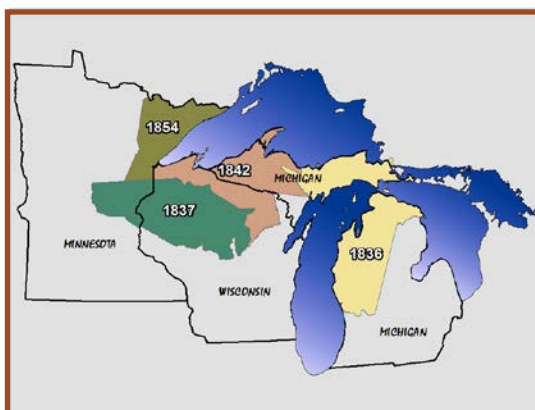 1854
1842
MICHIGAN
1837
MINNESOTA
1836
WISCONSIN
MICHIGAN